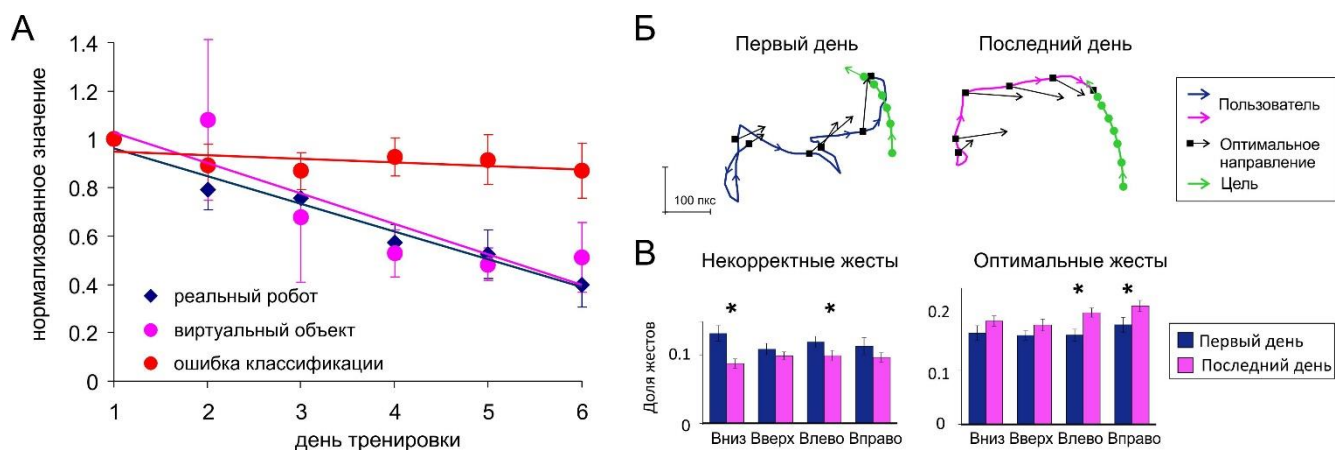 А
нормализованное значение
1.4
1.2
1
0.8
0.6
0.4
0.2
0
реальный робот
виртуальный объект
ошибка классификации
1 2 3 4 5 6
день тренировки
Б
Первый день
Последний день
100 пкс
Пользователь
Оптимальное
направление
Цель
В
Некорректные жесты
Доля жестов
0.1
0
* *
Вниз Вверх Влево Вправо
Оптимальные жесты
0.2
0.1
0
* *
Вниз Вверх Влево Вправо
Первый день
Последний день